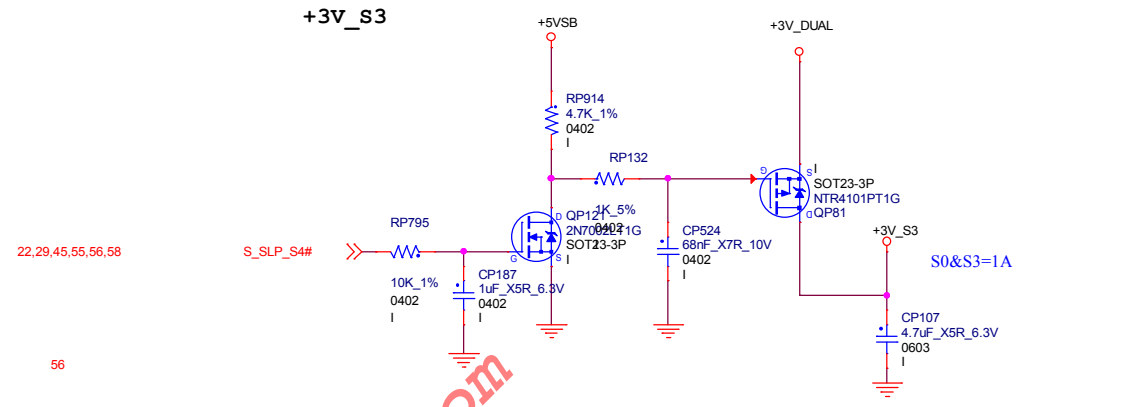 +3V_S3
+5VSB
+3V_DUAL
RP914
4.7K_1%
0402
I
RP132
1K_5%
0402
I
G
S
D
I
SOT23-3P
NTR4101PT1G
QP81
RP795
10K_1%
0402
I
D
G
S
QP121
2N7002LT1G
SOT23-3P
I
CP524
68nF_X7R_10V
0402
I
+3V_S3
S0&S3=1A
22,29,45,55,56,58
S_SLP_S4#
CP187
1uF_X5R_6.3V
0402
I
CP107
4.7uF_X5R_6.3V
0603
I
56
om